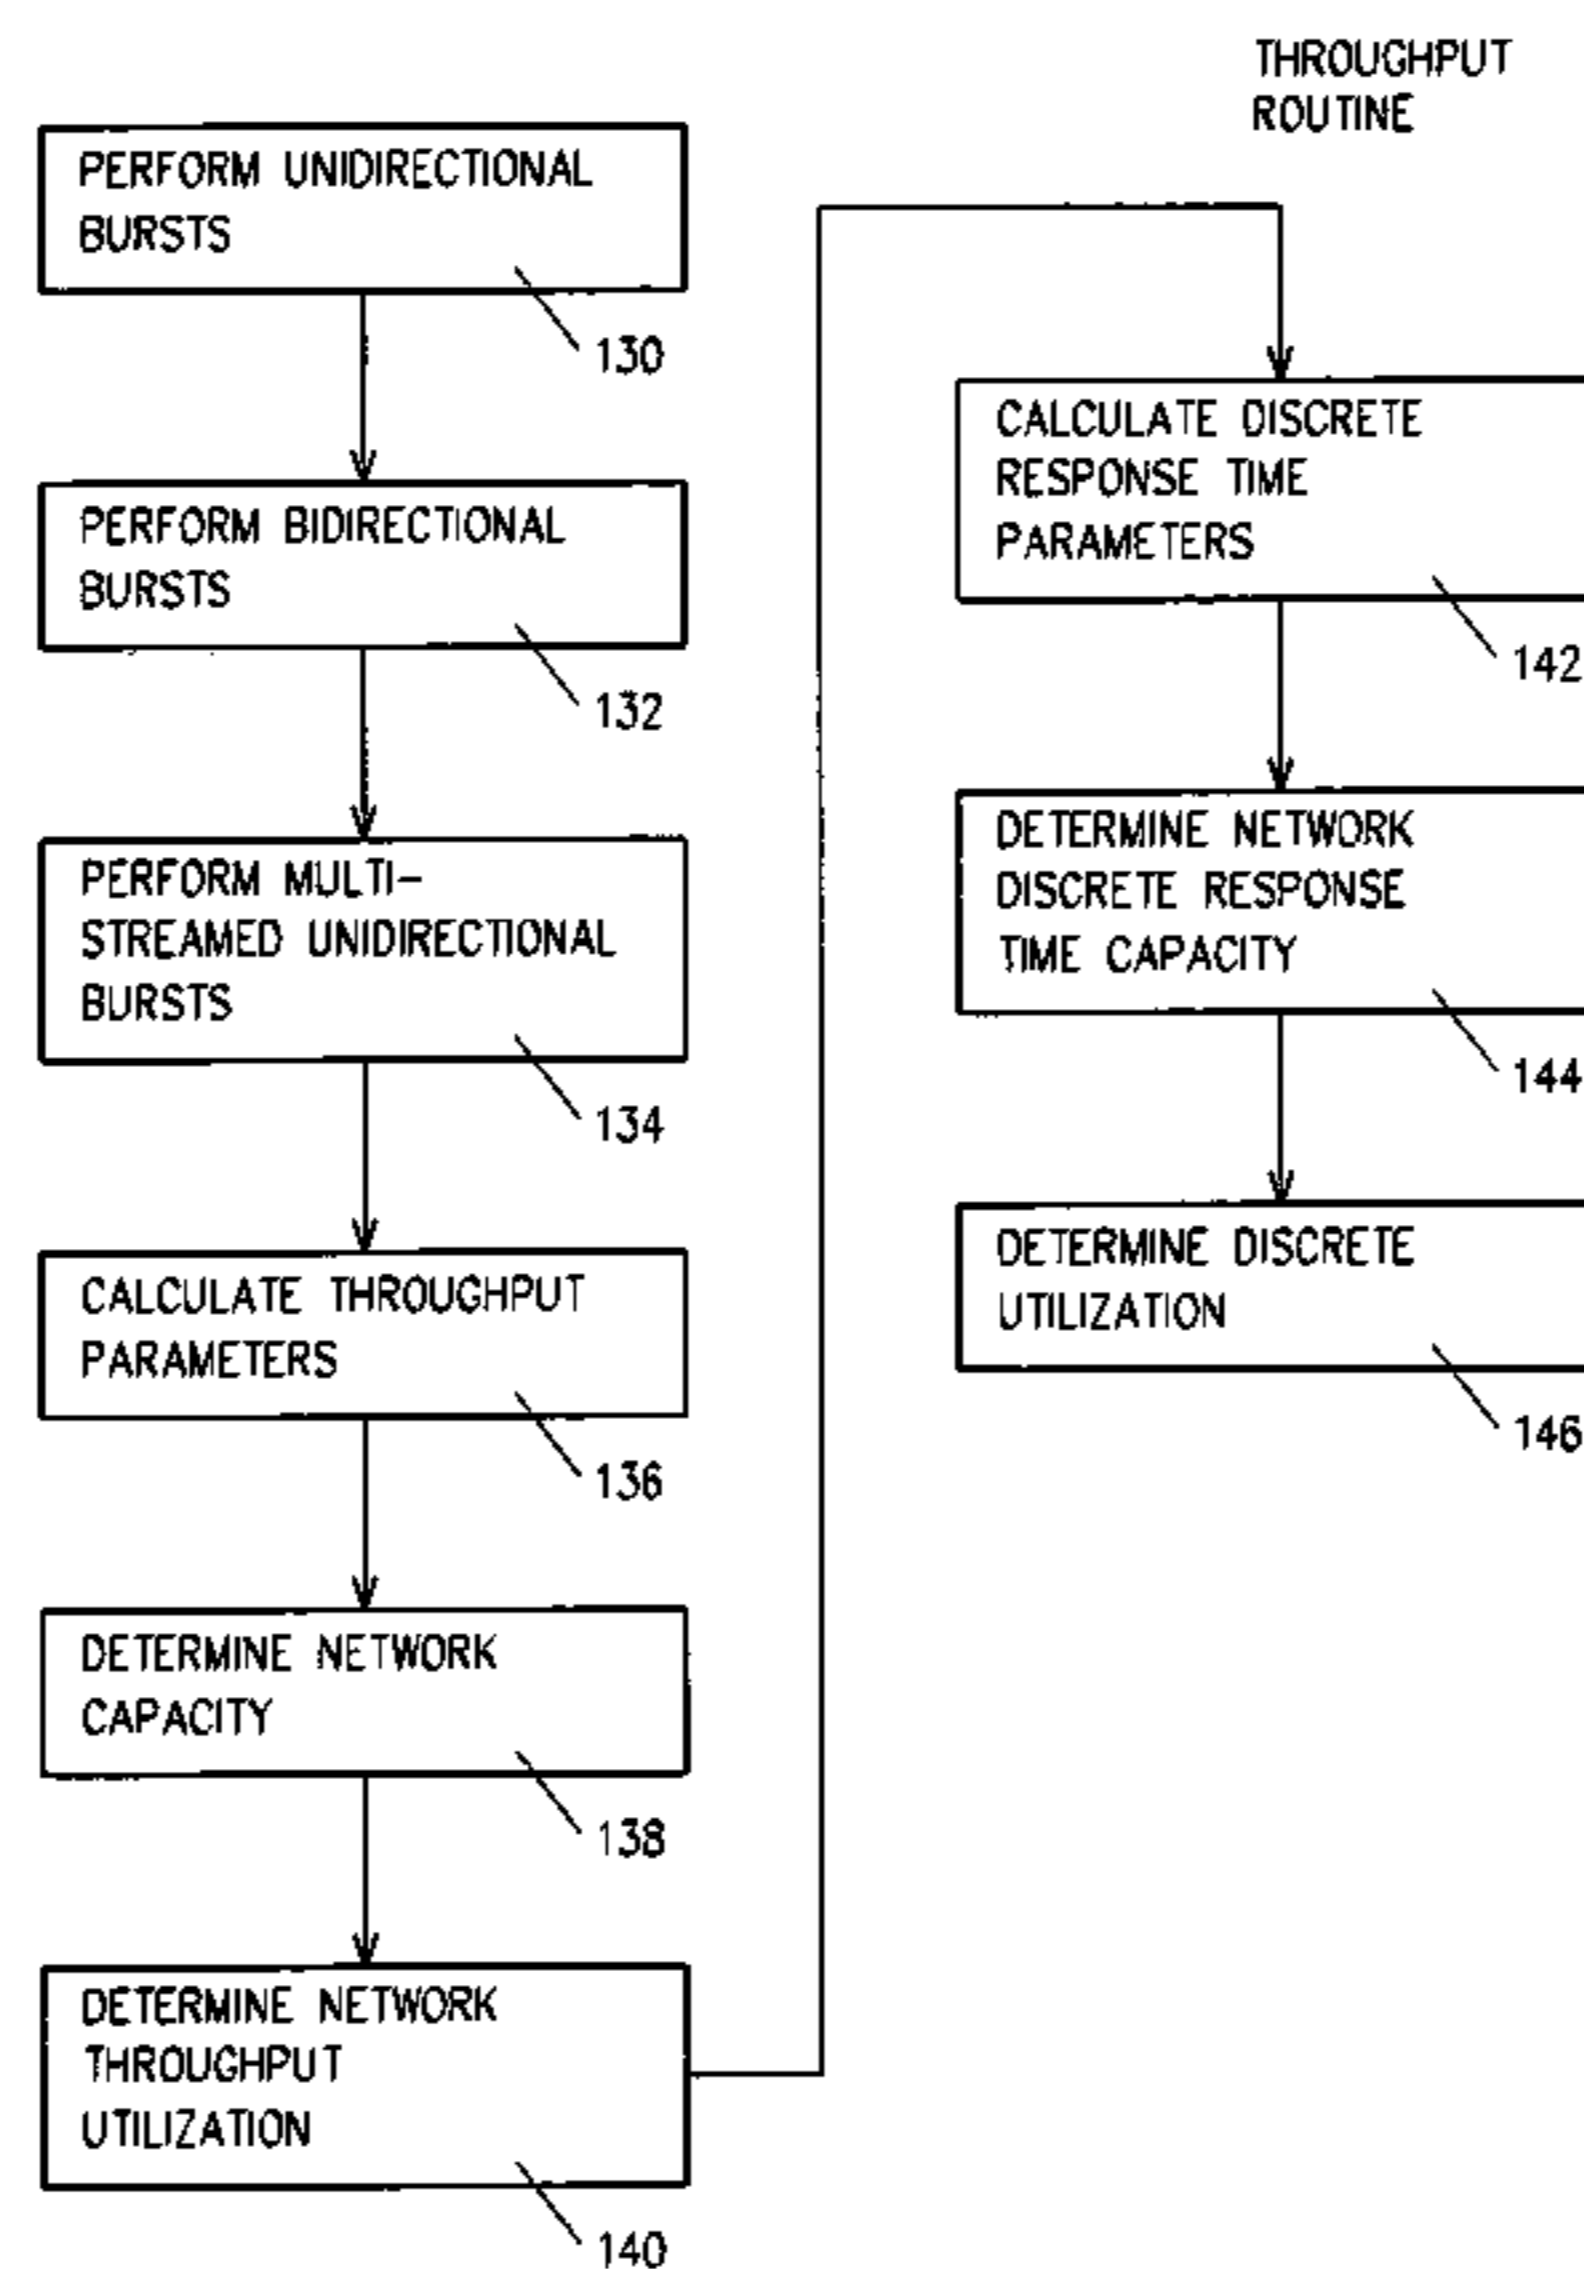 THROUGHPUT
ROUTINE
PERFORM UNIDIRECTIONAL
BURSTS
130
PERFORM BIDIRECTIONAL
BURSTS
132
PERFORM MULTI-
STREAMED UNIDIRECTIONAL
BURSTS
134
CALCULATE THROUGHPUT
PARAMETERS
136
DETERMINE NETWORK
CAPACITY
138
DETERMINE NETWORK
THROUGHPUT
UTILIZATION
140
CALCULATE DISCRETE
RESPONSE TIME
PARAMETERS
142
DETERMINE NETWORK
DISCRETE RESPONSE
TIME CAPACITY
144
DETERMINE DISCRETE
UTILIZATION
146